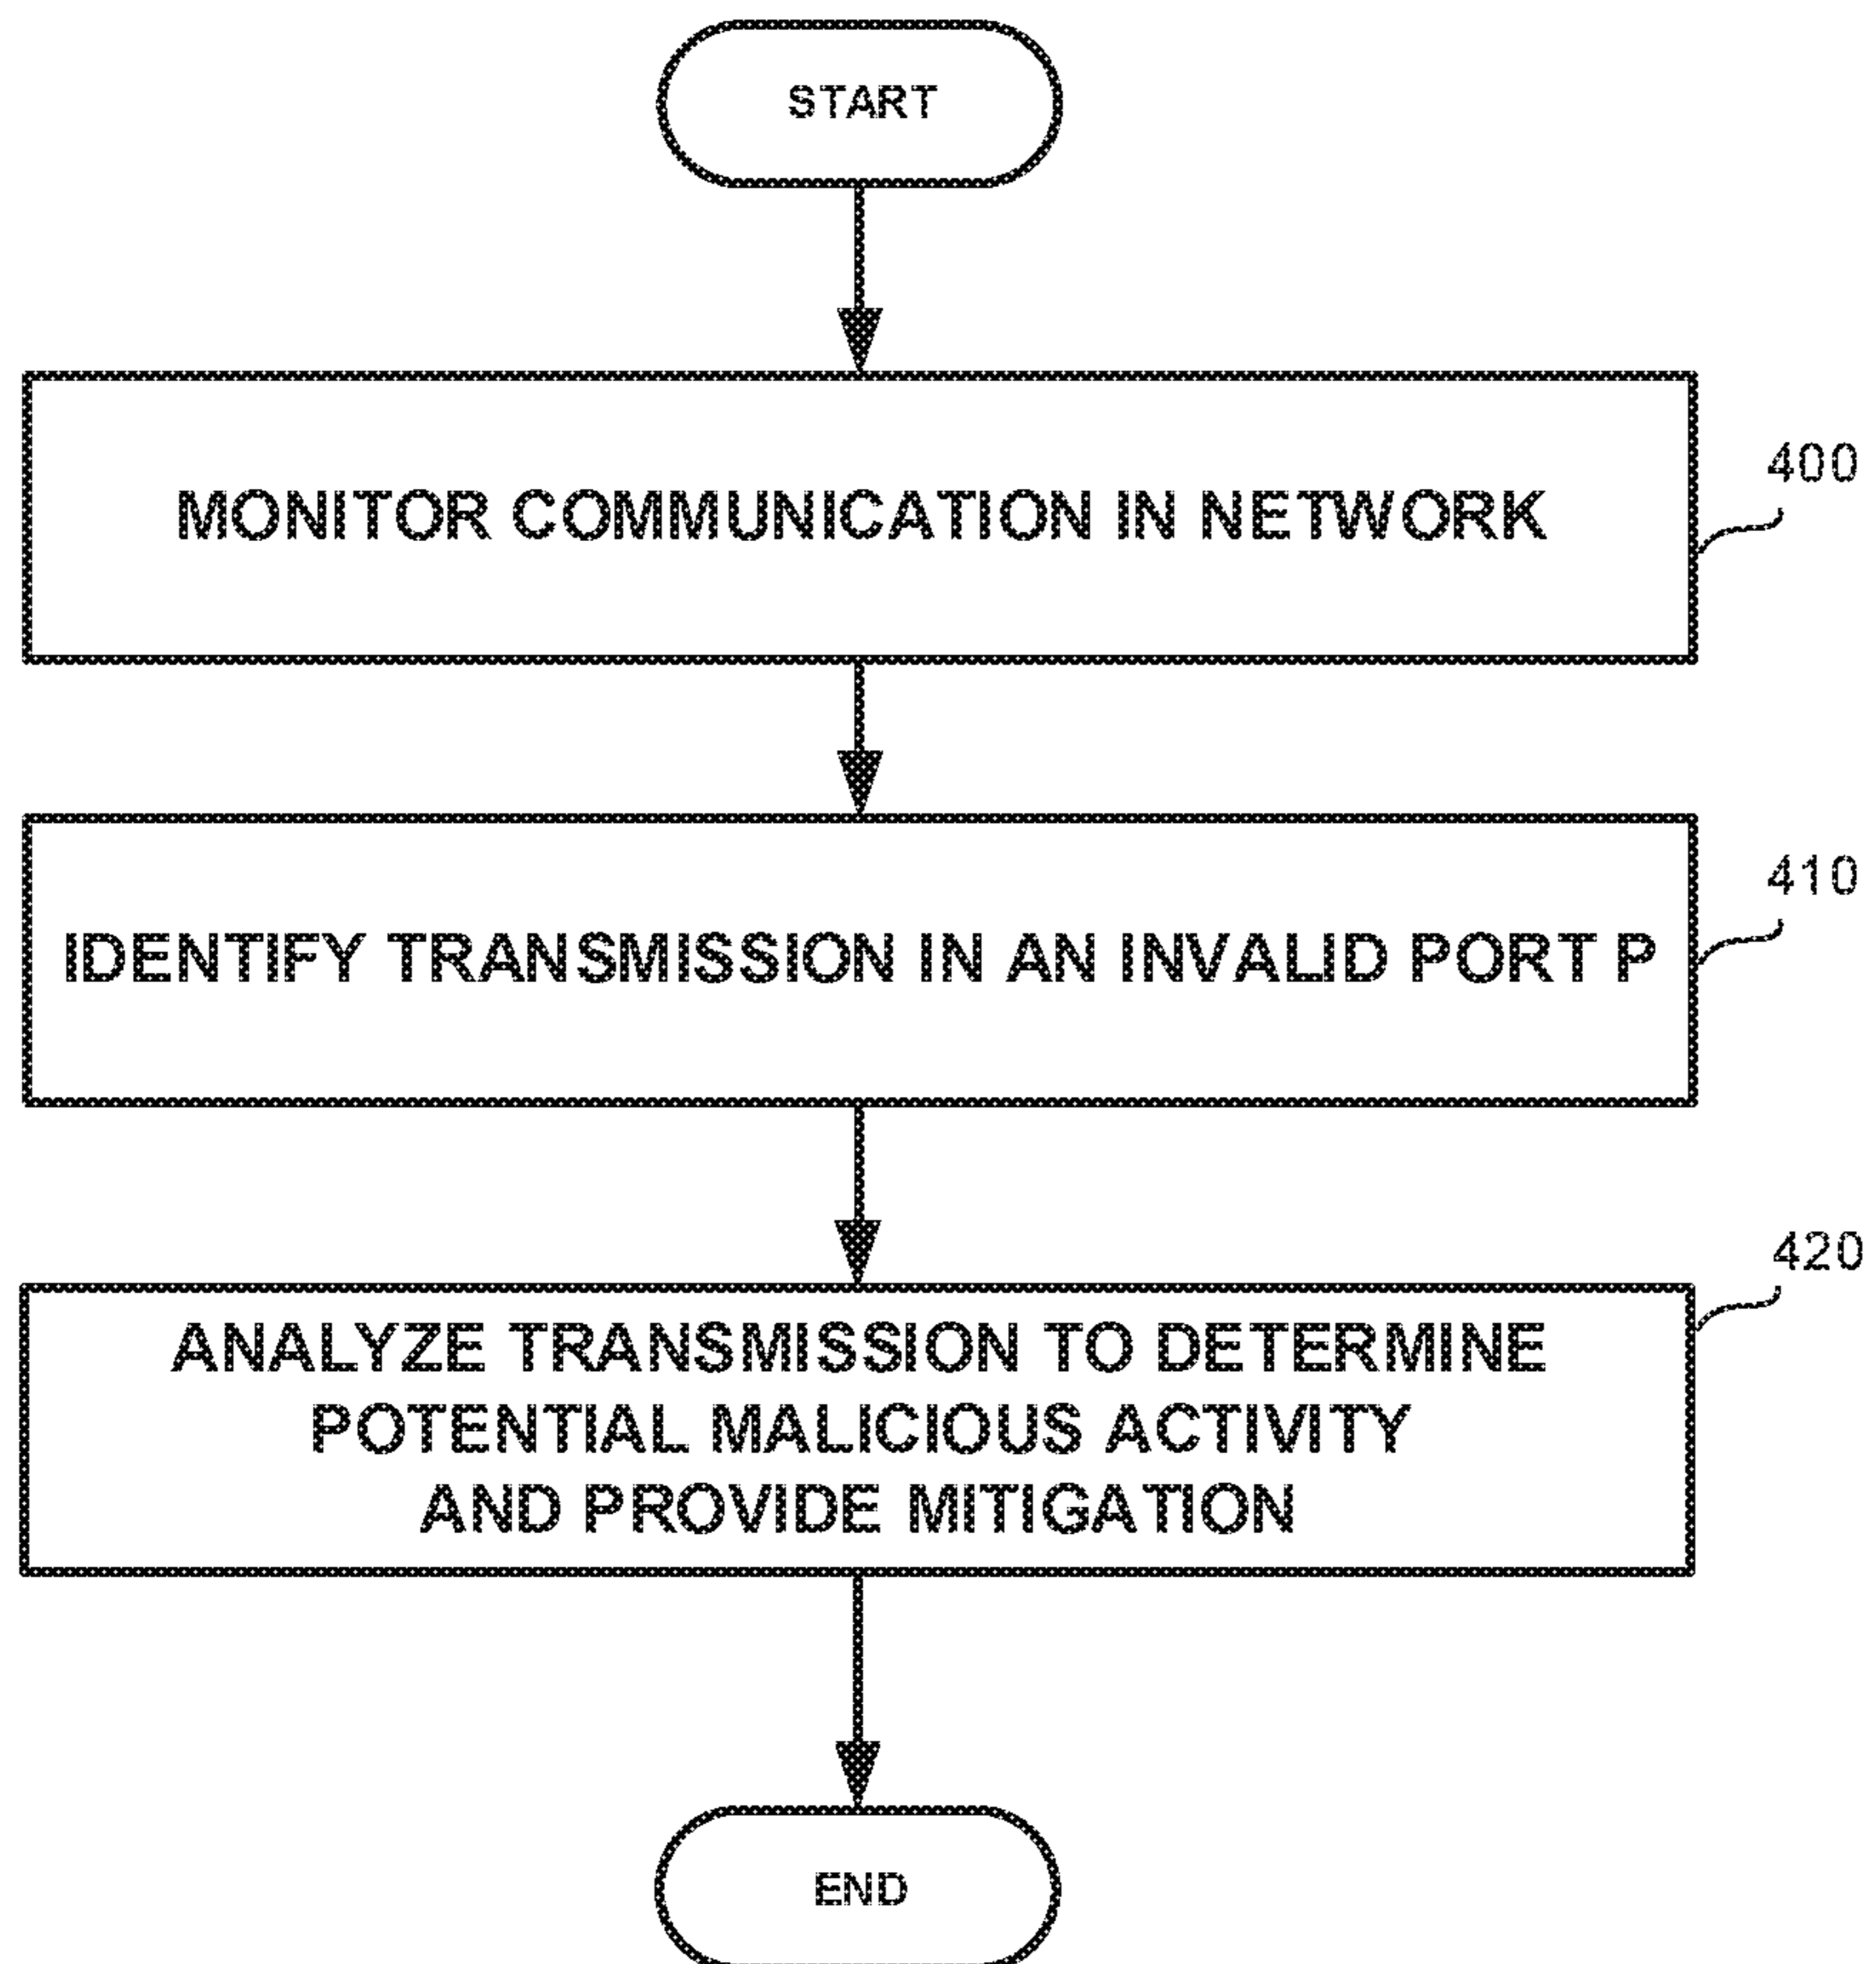 START
MONITOR COMMUNICATION IN NETWORK
400
IDENTIFY TRANSMISSION IN AN INVALID PORT P
410
ANALYZE TRANSMISSION TO DETERMINE
POTENTIAL MALICIOUS ACTIVITY
AND PROVIDE MITIGATION
420
END